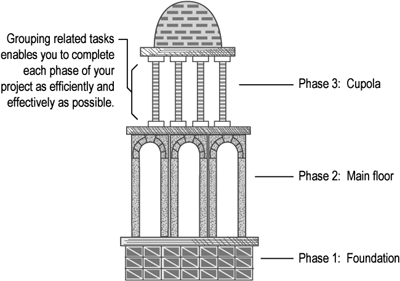 Grouping related tasks
enables you to complete
each phase of your
project as efficiently and
effectively as possible.
Phase 3: Cupola
Phase 2: Main floor
Phase 1: Foundation